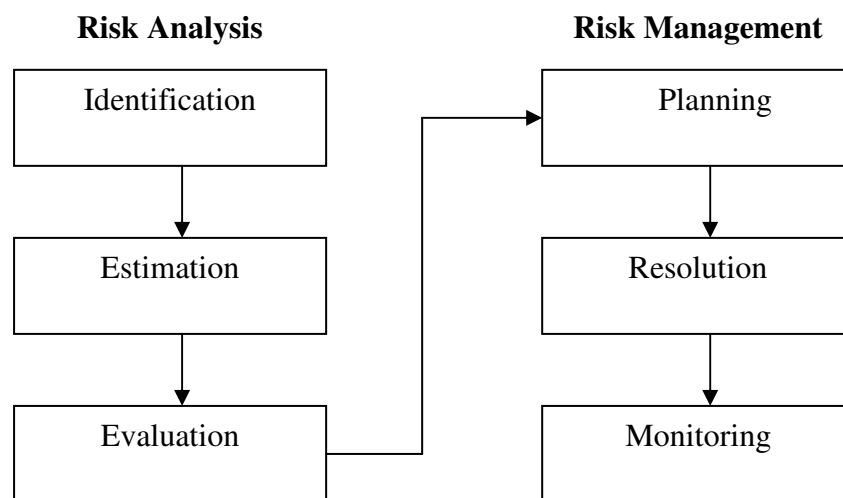 Risk Analysis
Identification
Estimation
Evaluation
Risk Management
Planning
Resolution
Monitoring